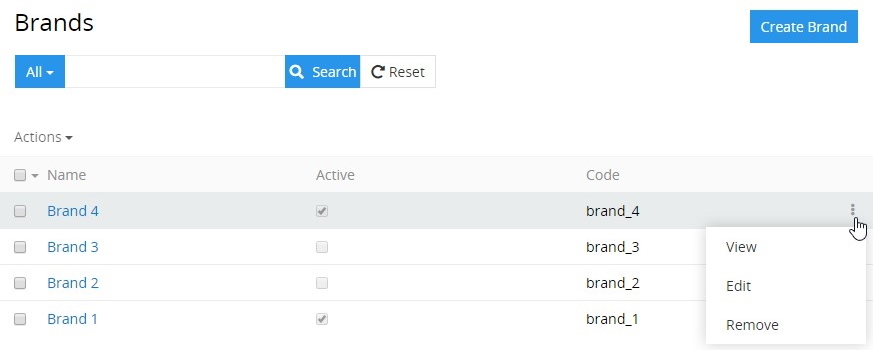 Brands
Create Brand
All
Search
Reset
Actions
Name Active Code
Brand 4 brand_4
Brand 3 brand_3
View
Brand 2 brand_2
Edit
Brand 1 brand_1
Remove